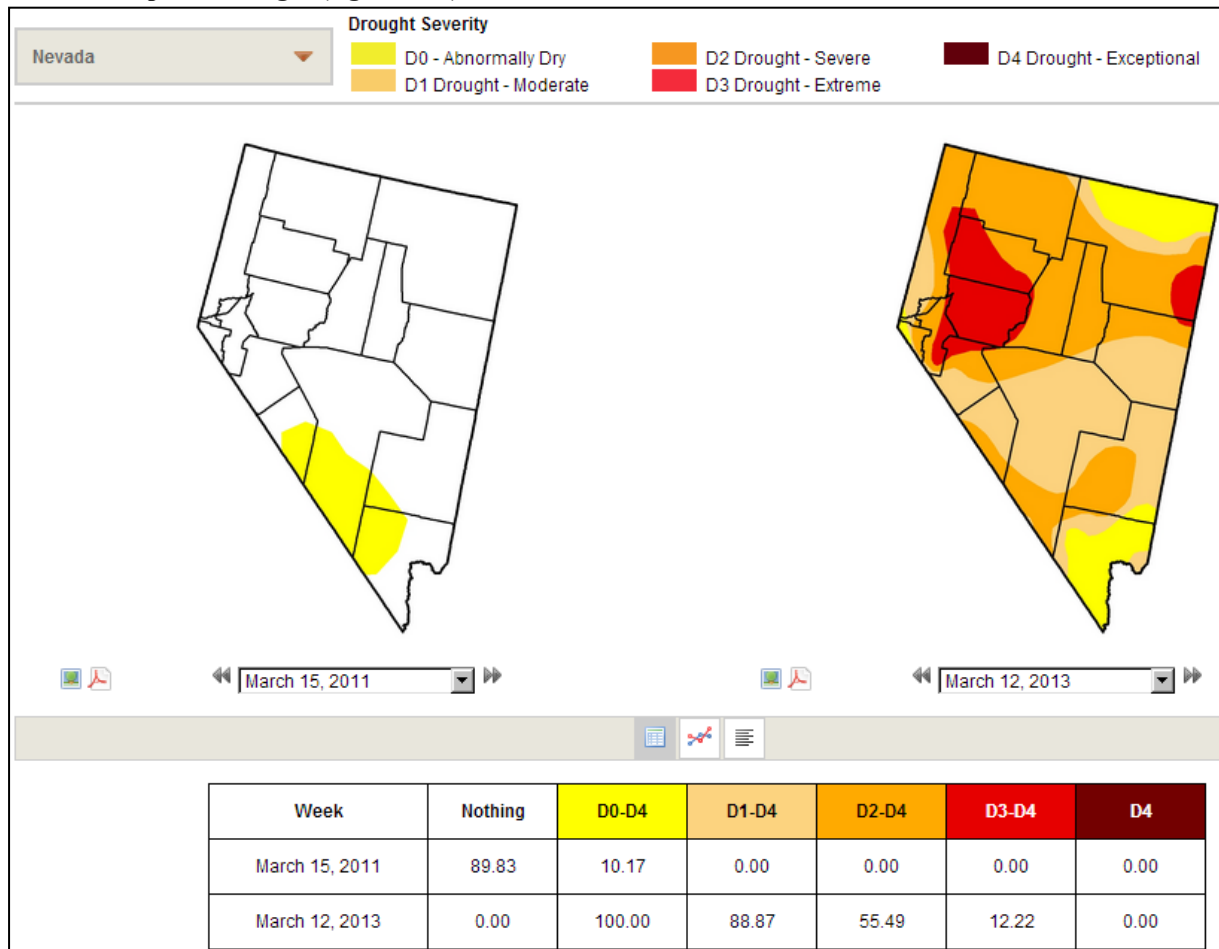 Drought Severity
Nevada
D0 - Abnormally Dry D2 Drought - Severe D4 Drought - Exceptional
D1 Drought - Moderate D3 Drought - Extreme
March 15, 2011 March 12, 2013
Week Nothing D0-D4 D1-D4 D2-D4 D3-D4 D4
March 15, 2011 89.83 10.17 0.00 0.00 0.00 0.00
March 12, 2013 0.00 100.00 88.87 55.49 12.22 0.00